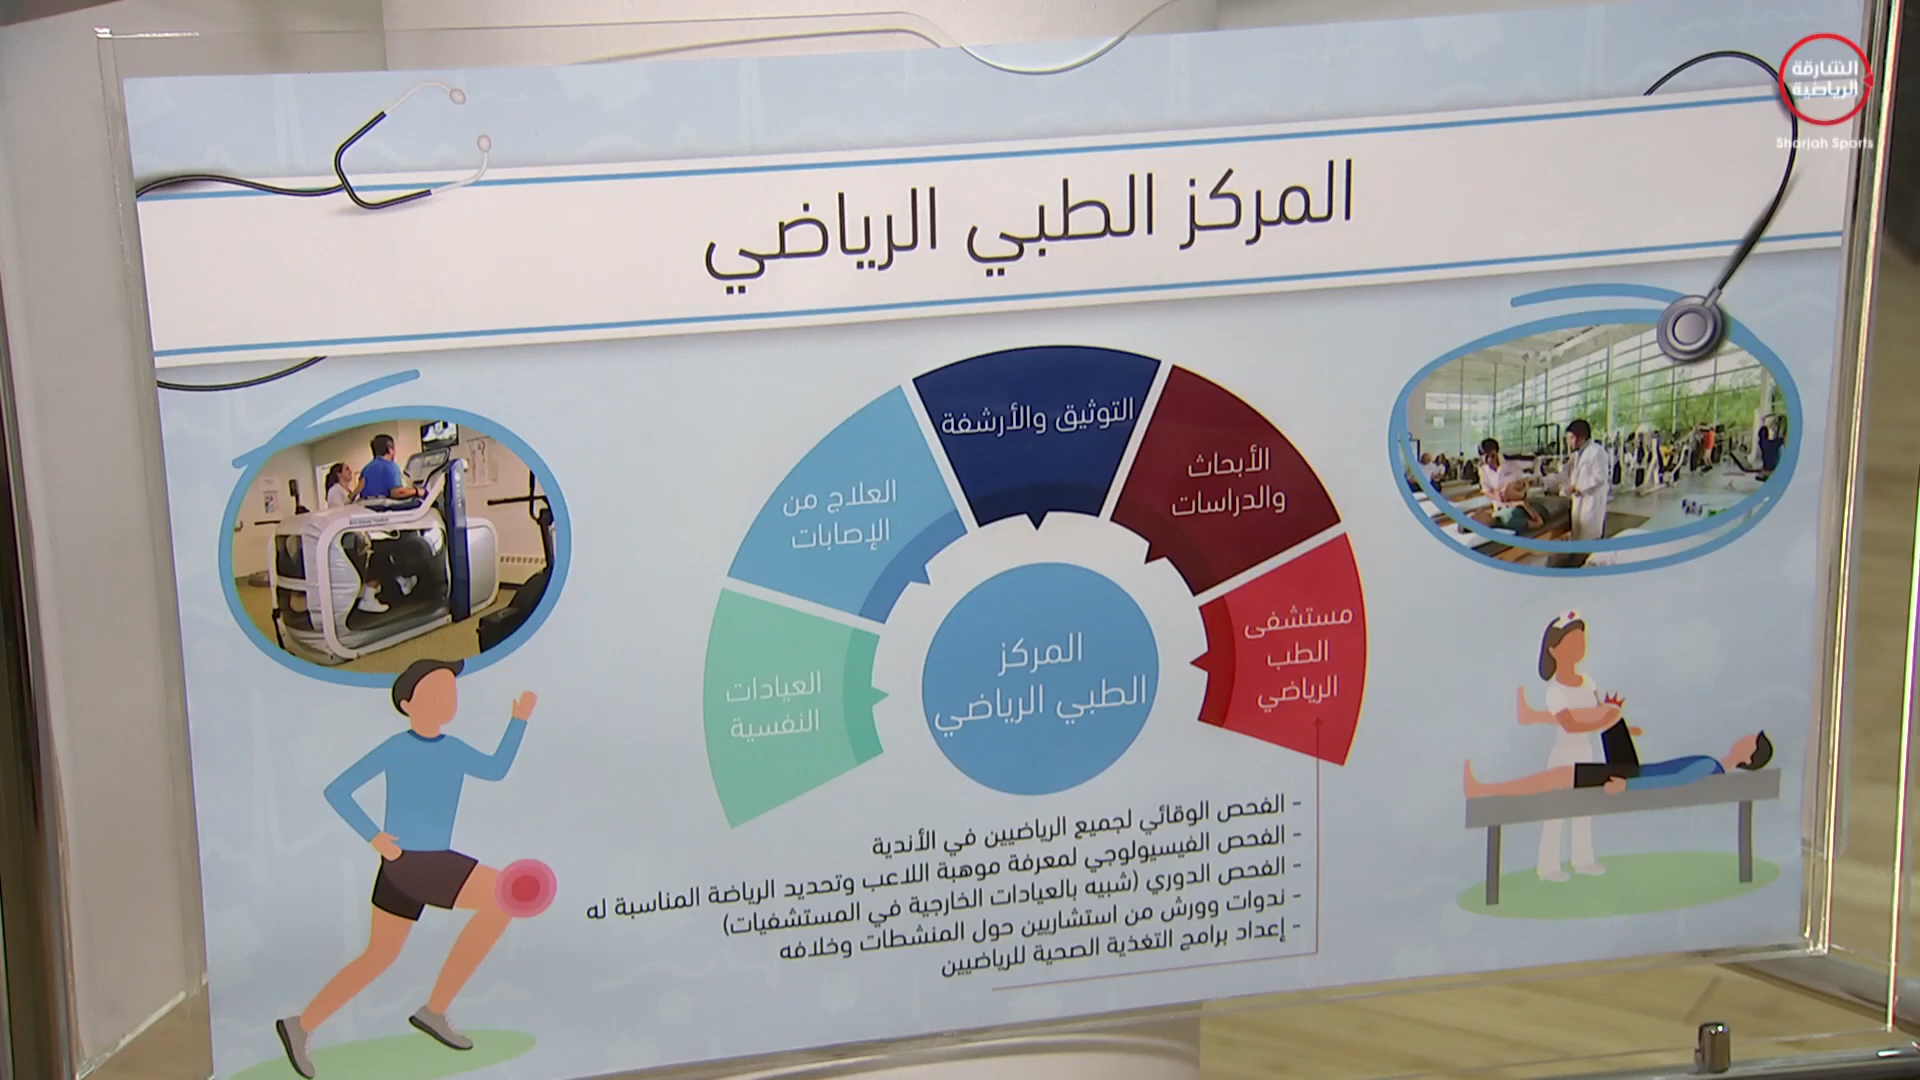 الشارقة
الرياضية
Sharjah Sports
المركز الطبي الرياضي
التوثيق والأرشفة
الأبحاث
والدراسات
العلاج من
الإصابات
مستشفى
الطب
الرياضي
العيادات
النفسية
المركز
الطبي الرياضي
- الفحص الوقائي لجميع الرياضيين في الأندية
- الفحص الفيسيولوجي لمعرفة موهبة اللاعب وتحديد الرياضة المناسبة له
- الفحص الدوري (شبيه بالعيادات الخارجية في المستشفيات)
- ندوات وورش من استشاريين حول المنشطات وخلافه
- إعداد برامج التغذية الصحية للرياضيين